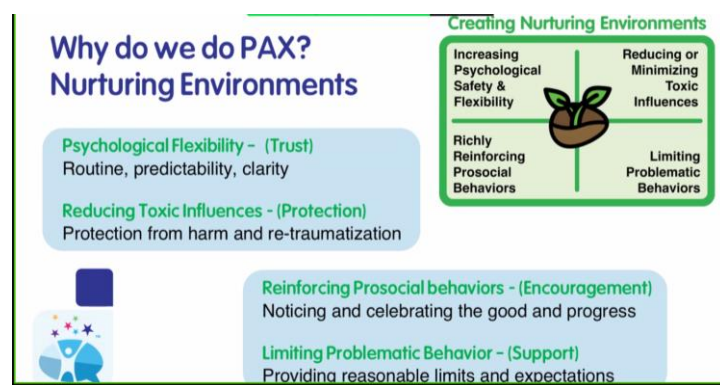 Why do we do PAX?
Nurturing Environments
Creating Nurturing Environments
Increasing
Psychological
Safety &
Flexibility
Reducing or
Minimizing
Toxic
Influences
Richly
Reinforcing
Prosocial
Behaviors
Limiting
Problematic
Behaviors
Psychological Flexibility - (Trust)
Routine, predictability, clarity
Reducing Toxic Influences - (Protection)
Protection from harm and re-traumatization
Reinforcing Prosocial behaviors - (Encouragement)
Noticing and celebrating the good and progress
Limiting Problematic Behavior - (Support)
Providing reasonable limits and expectations